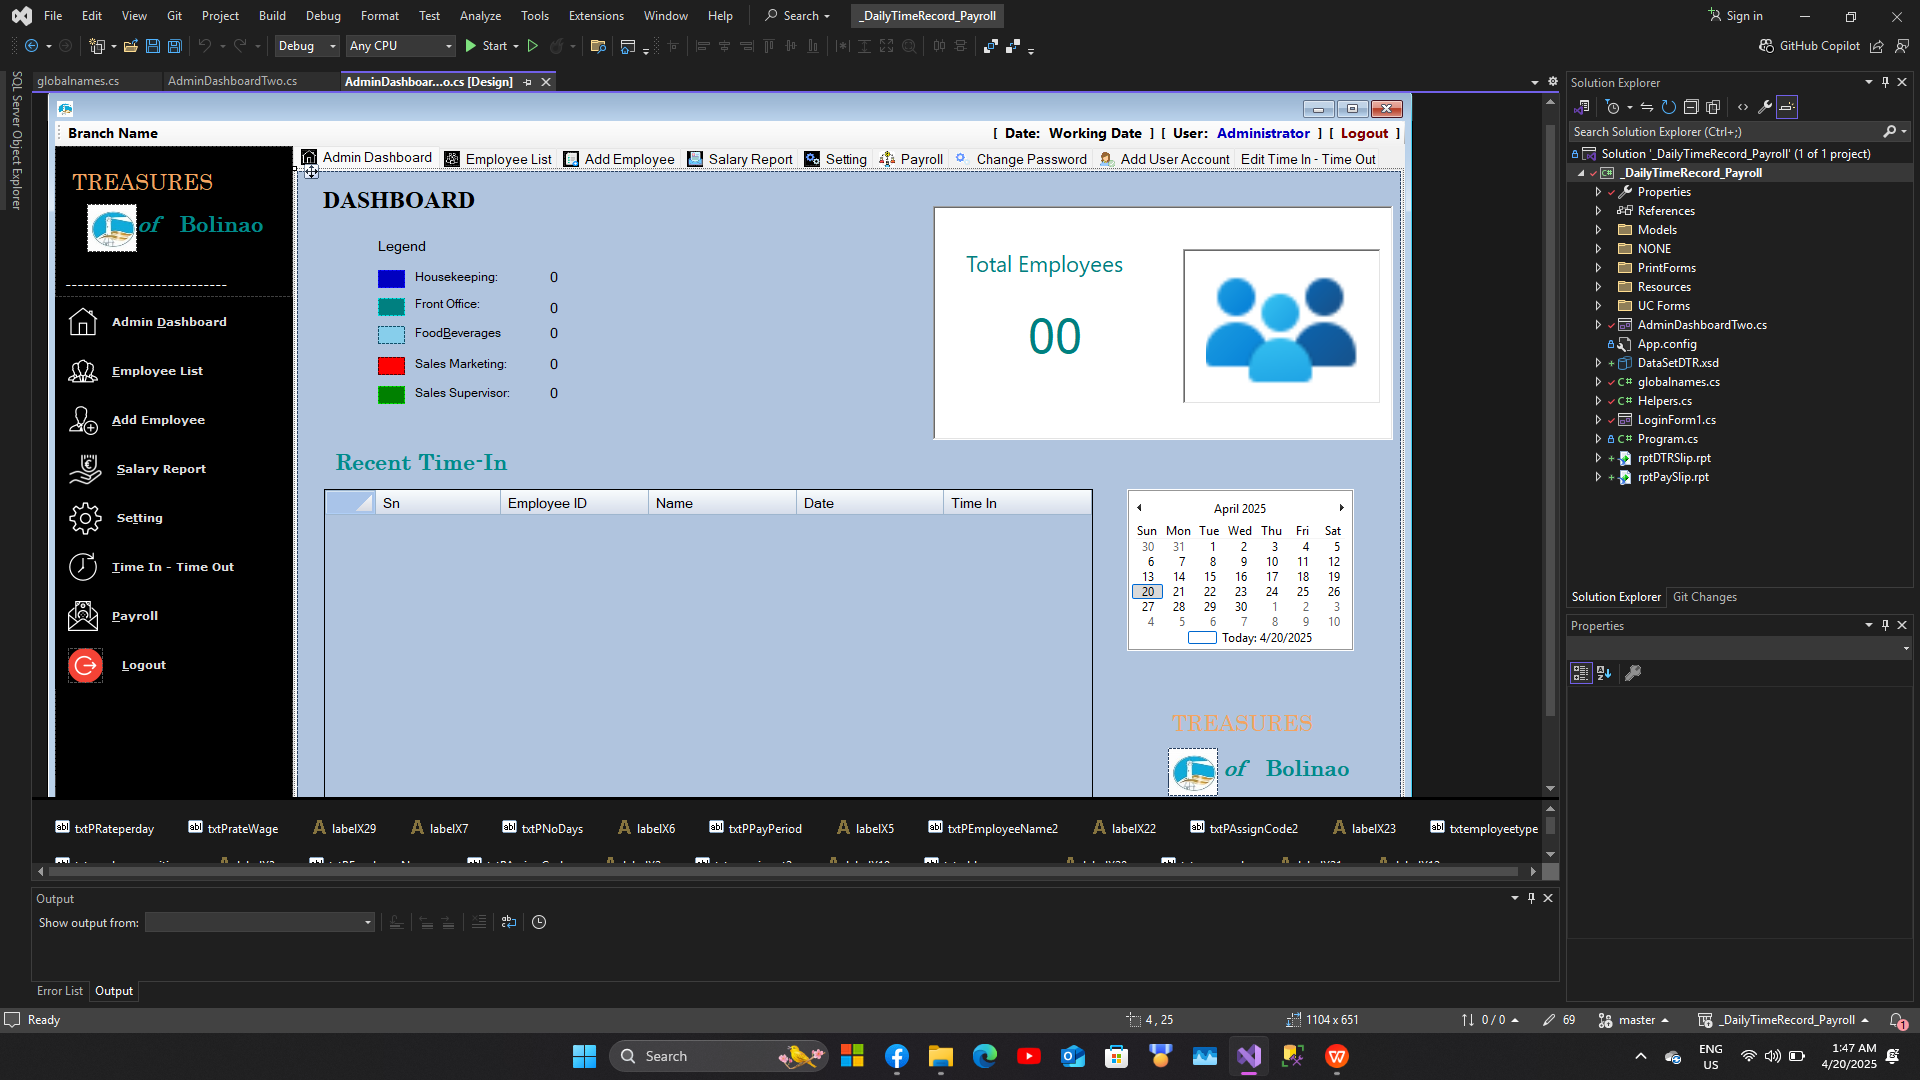 File Edit View Git Project Build Debug Format Test Analyze Tools Extensions Window Help Search _DailyTimeRecord_Payroll Sign in
Debug Any CPU Start GitHub Copilot
SQL Server Object Explorer
globalnames.cs AdminDashboardTwo.cs AdminDashboar...o.cs [Design]
Branch Name [ Date: Working Date ] [ User: Administrator ] [ Logout ]
Admin Dashboard Employee List Add Employee Salary Report Setting Payroll Change Password Add User Account Edit Time In - Time Out
TREASURES
of Bolinao
---------------------------
Admin Dashboard
Employee List
Add Employee
Salary Report
Setting
Time In - Time Out
Payroll
Logout
DASHBOARD
Legend
Housekeeping: 0
Front Office: 0
FoodBeverages 0
Sales Marketing: 0
Sales Supervisor: 0
Total Employees
00
Recent Time-In
Sn Employee ID Name Date Time In
April 2025
Sun Mon Tue Wed Thu Fri Sat
30 31 1 2 3 4 5
6 7 8 9 10 11 12
13 14 15 16 17 18 19
20 21 22 23 24 25 26
27 28 29 30 1 2 3
4 5 6 7 8 9 10
Today: 4/20/2025
TREASURES
of Bolinao
txtPRateperday txtPrateWage labelX29 labelX7 txtPNoDays labelX6 txtPPayPeriod labelX5 txtPEmployeeName2 labelX22 txtPAssignCode2 labelX23 txtemployeetype
Output
Show output from:
Error List Output
Solution Explorer
Search Solution Explorer (Ctrl+;)
Solution '_DailyTimeRecord_Payroll' (1 of 1 project)
_DailyTimeRecord_Payroll
Properties
References
Models
NONE
PrintForms
Resources
UC Forms
AdminDashboardTwo.cs
App.config
DataSetDTR.xsd
globalnames.cs
Helpers.cs
LoginForm1.cs
Program.cs
rptDTRSlip.rpt
rptPaySlip.rpt
Solution Explorer Git Changes
Properties
Ready 4 , 25 1104 x 651 0 / 0 69 master _DailyTimeRecord_Payroll 1
Search
ENG
US
1:47 AM
4/20/2025